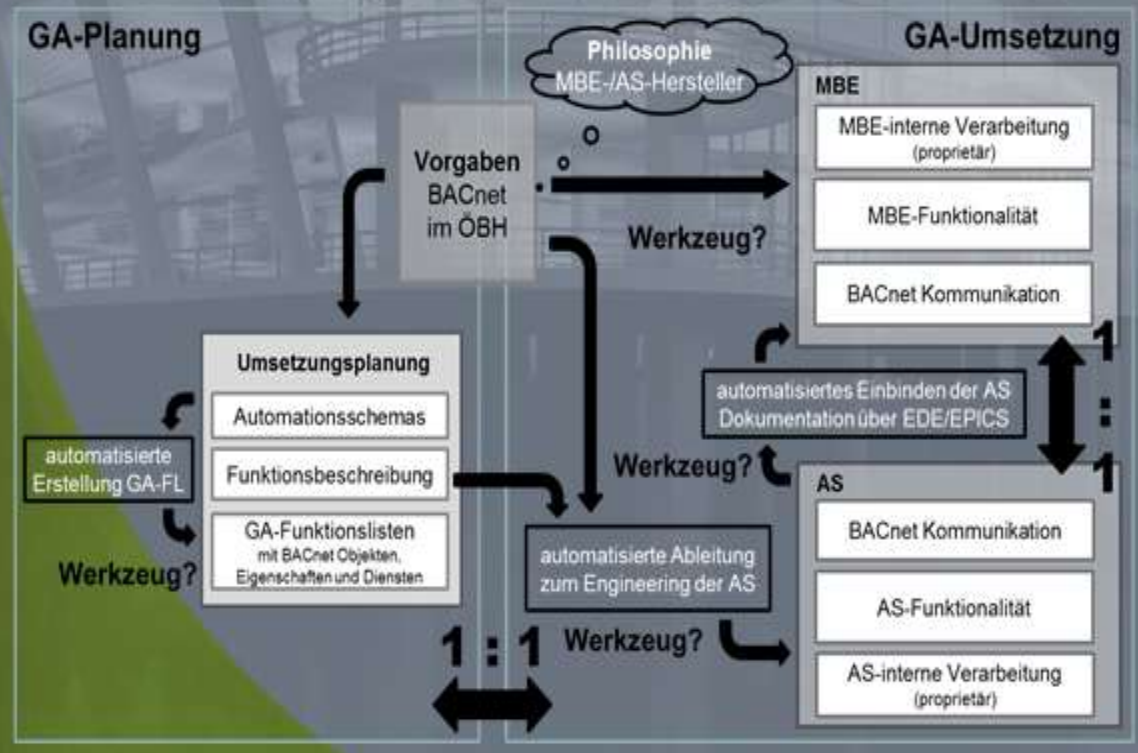 GA-Planung
GA-Umsetzung
Philosophie
MBE-/AS-Hersteller
Vorgaben
BACnet
im ÖBH
Werkzeug?
MBE
MBE-interne Verarbeitung
(proprietär)
MBE-Funktionalität
BACnet Kommunikation
Umsetzungsplanung
Automationsschemas
Funktionsbeschreibung
GA-Funktionslisten
mit BACnet Objekten,
Eigenschaften und Diensten
automatisierte
Erstellung GA-FL
Werkzeug?
automatisiertes Einbinden der AS
Dokumentation über EDE/EPICS
1
:
1
Werkzeug?
automatisierte Ableitung
zum Engineering der AS
Werkzeug?
1 : 1
AS
BACnet Kommunikation
AS-Funktionalität
AS-interne Verarbeitung
(proprietär)